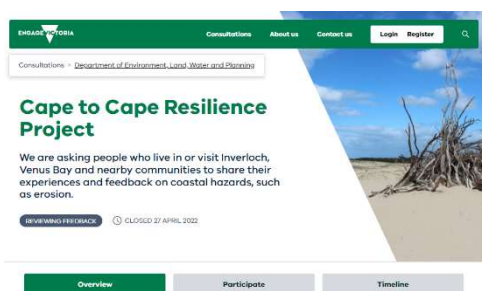 ENGAGE VICTORIA
Consultations About us Contact us Login Register
Consultations > Department of Environment, Land, Water and Planning
Cape to Cape Resilience
Project
We are asking people who live in or visit Inverloch,
Venus Bay and nearby communities to share their
experiences and feedback on coastal hazards, such
as erosion.
REVIEWING FEEDBACK CLOSED 27 APRIL 2022
Overview Participate Timeline